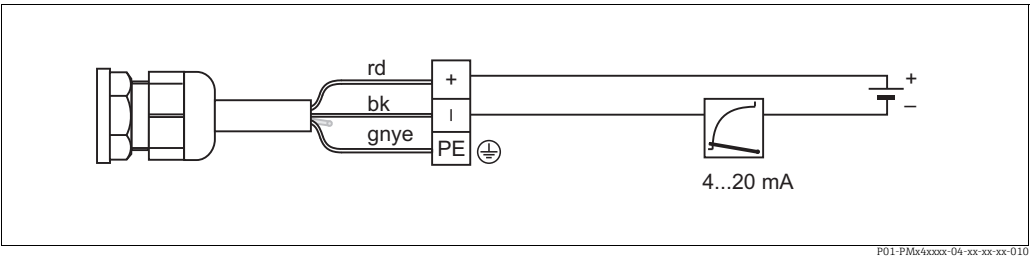 rd
+
bk
–
gnye
PE
+
–
4...20 mA
P01-PMx4xxxx-04-xx-xx-xx-010